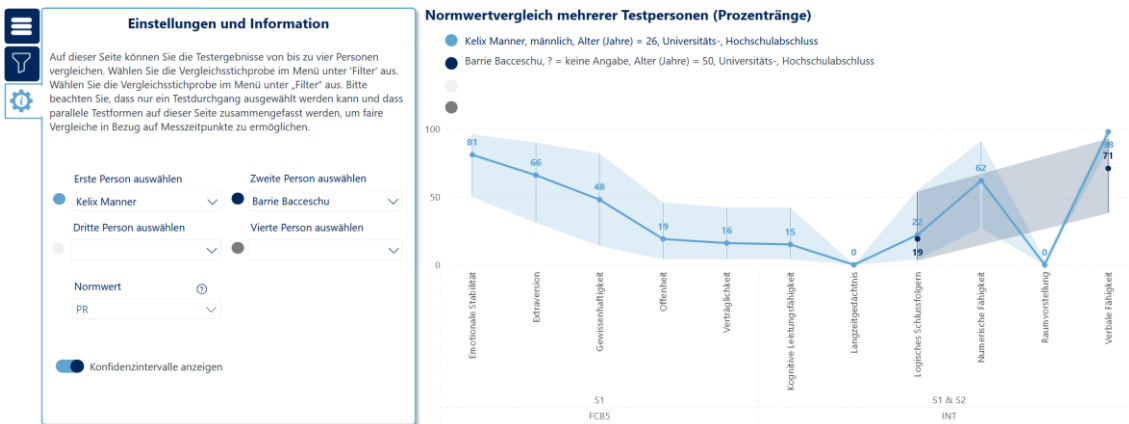 Einstellungen und Information
Auf dieser Seite können Sie die Testergebnisse von bis zu vier Personen
vergleichen. Wählen Sie die Vergleichsstichprobe im Menü unter 'Filter' aus.
Wählen Sie die Vergleichsstichprobe im Menü unter „Filter" aus. Bitte
beachten Sie, dass nur ein Testdurchgang ausgewählt werden kann und dass
parallele Testformen auf dieser Seite zusammengefasst werden, um faire
Vergleiche in Bezug auf Messzeitpunkte zu ermöglichen.
Erste Person auswählen
Zweite Person auswählen
Kelix Manner
Barrie Bacceschu
Dritte Person auswählen
Vierte Person auswählen
Normwert ?
PR
Konfidenzintervalle anzeigen
Normwertvergleich mehrerer Testpersonen (Prozentränge)
Kelix Manner, männlich, Alter (Jahre) = 26, Universitäts-, Hochschulabschluss
Barrie Bacceschu, ? = keine Angabe, Alter (Jahre) = 50, Universitäts-, Hochschulabschluss
100
50
0
81
66
48
19
16
15
0
22
19
62
0
98
71
Emotionale Stabilität
Extraversion
Gewissenhaftigkeit
Offenheit
Verträglichkeit
Kognitive Leistungsfähigkeit
Langzeitgedächtnis
Logisches Schlussfolgern
Numerische Fähigkeit
Raumvorstellung
Verbale Fähigkeit
S1
S1 & S2
FCB5
INT